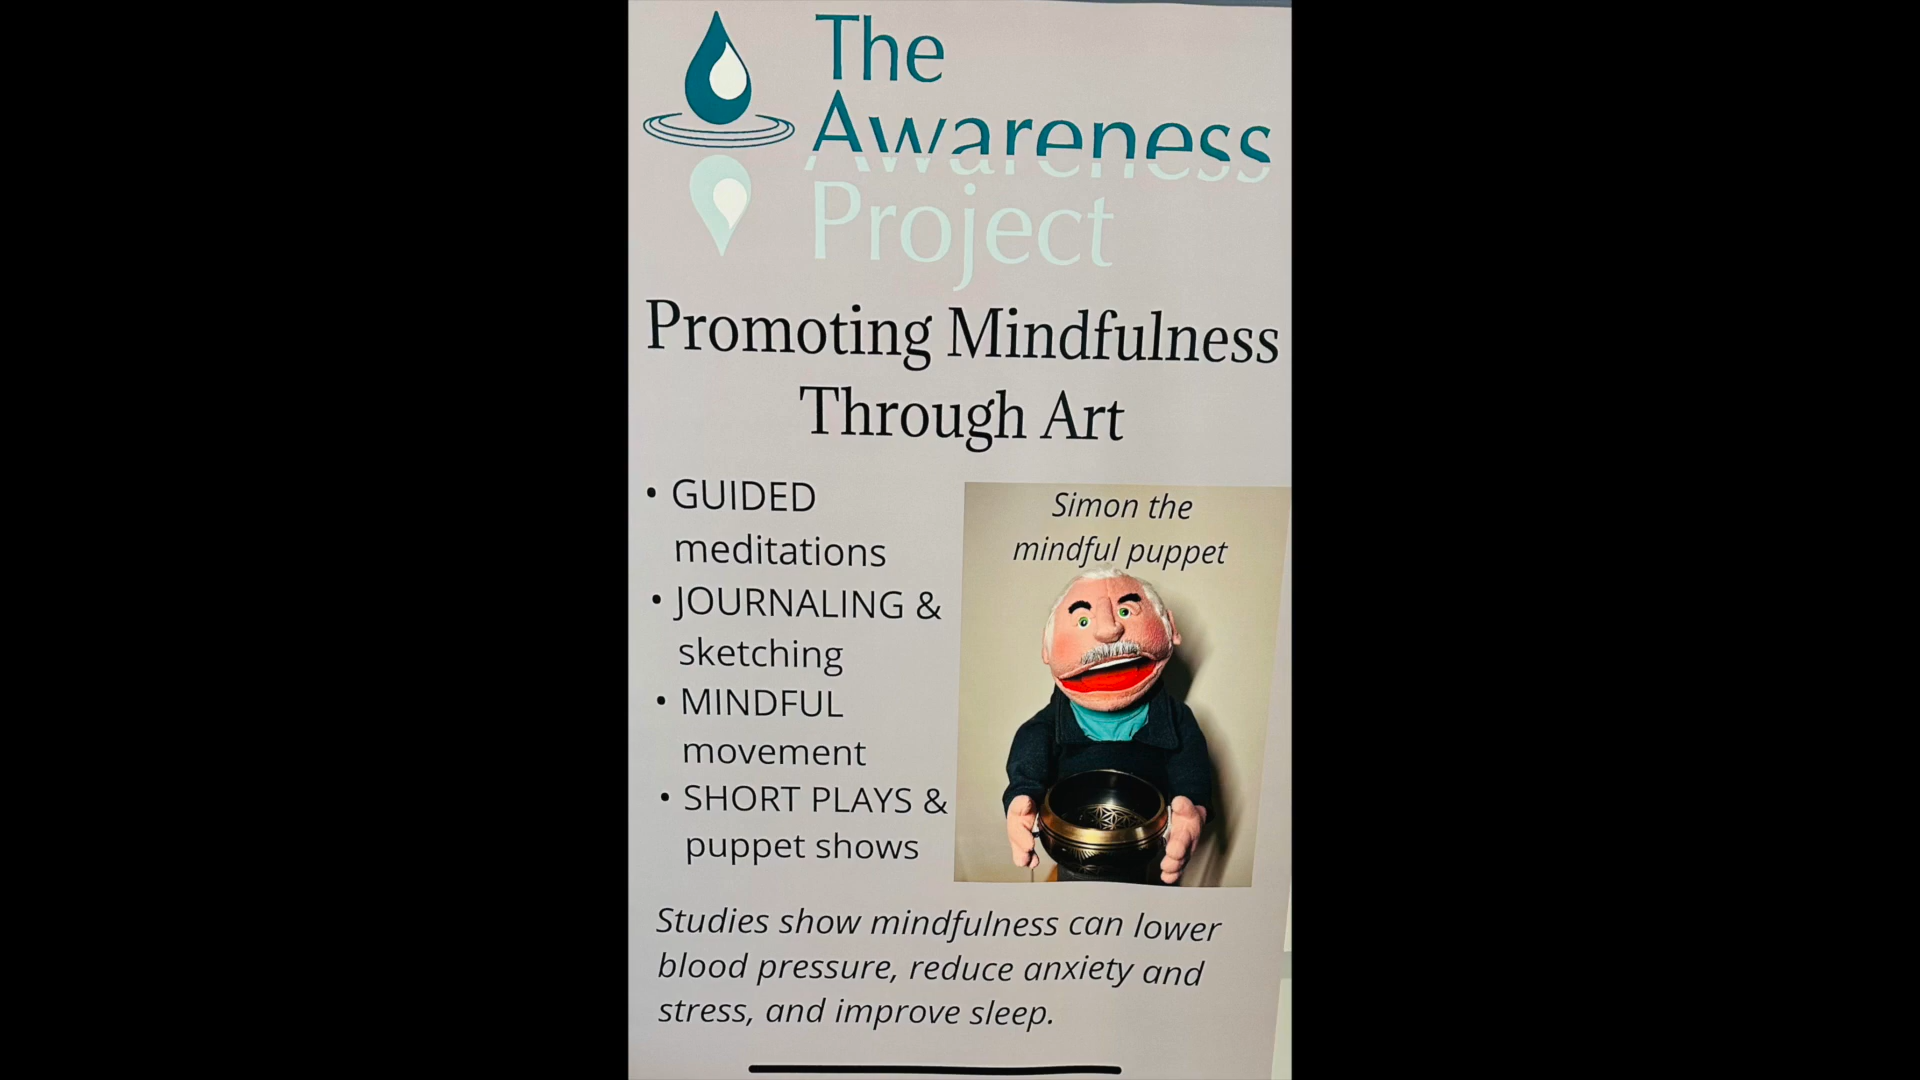 The
Awareness
Project
Promoting Mindfulness
Through Art
• GUIDED
meditations
• JOURNALING &
sketching
• MINDFUL
movement
• SHORT PLAYS &
puppet shows
Simon the
mindful puppet
Studies show mindfulness can lower
blood pressure, reduce anxiety and
stress, and improve sleep.